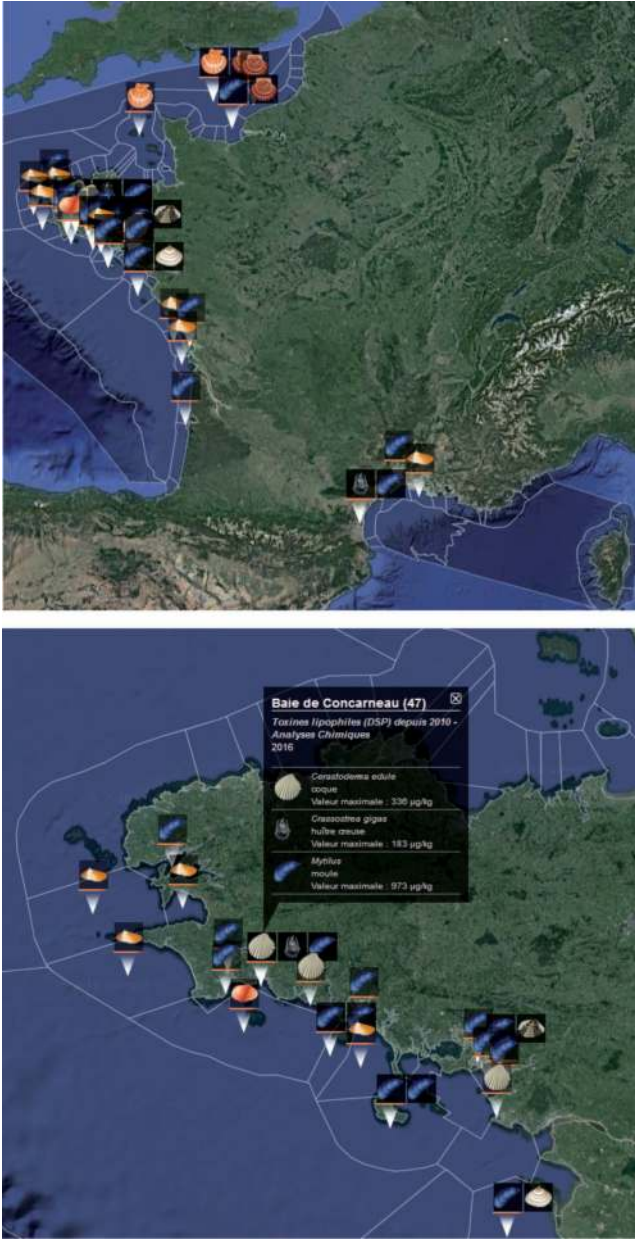 Baie de Concarneau (47)
Toxines lipophiles (DSP) depuis 2010 -
Analyses Chimiques
2016
Cerastoderma edule
coque
Valeur maximale : 336 µg/kg
Crassostrea gigas
huître creuse
Valeur maximale : 183 µg/kg
Mytilus
moule
Valeur maximale : 973 µg/kg